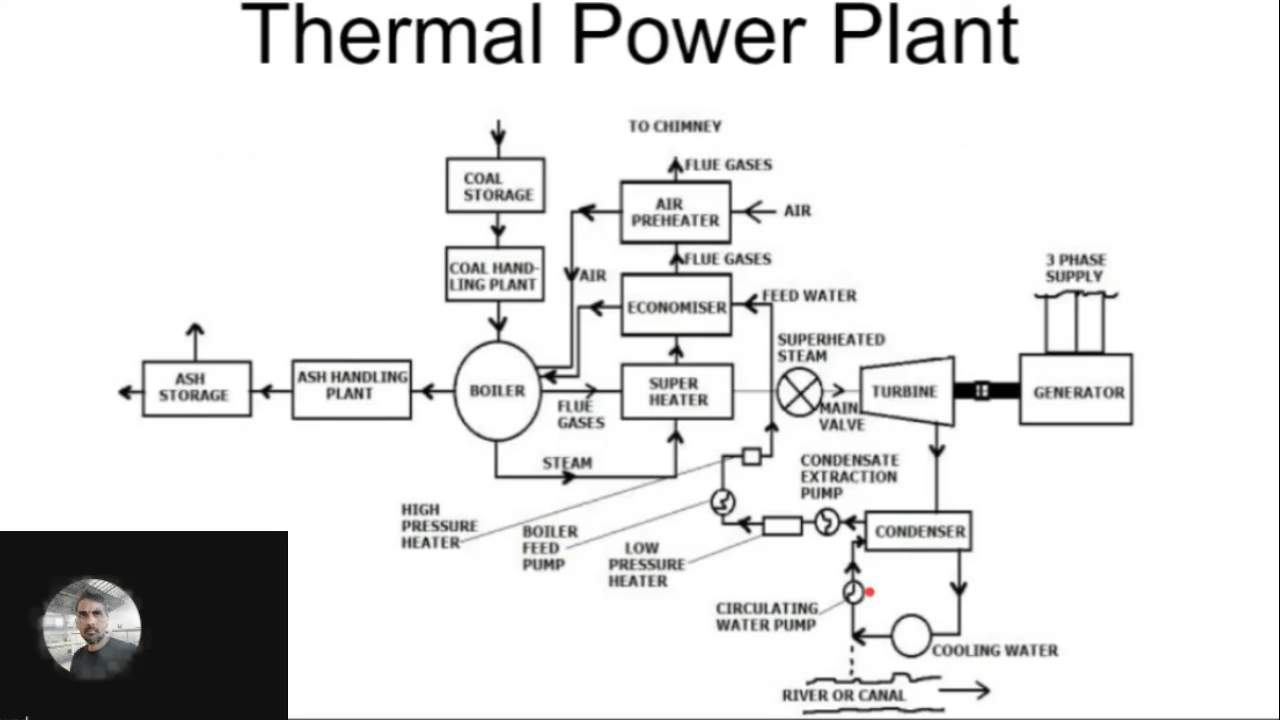 Thermal Power Plant
TO CHIMNEY
FLUE GASES
COAL
STORAGE
AIR
PREHEATER
AIR
COAL HAND-
LING PLANT
AIR
FLUE GASES
ECONOMISER
FEED WATER
3 PHASE
SUPPLY
SUPERHEATED
STEAM
ASH
STORAGE
ASH HANDLING
PLANT
BOILER
FLUE
GASES
SUPER
HEATER
MAIN
VALVE
TURBINE
GENERATOR
STEAM
HIGH
PRESSURE
HEATER
BOILER
FEED
PUMP
LOW
PRESSURE
HEATER
CONDENSATE
EXTRACTION
PUMP
CONDENSER
CIRCULATING
WATER PUMP
COOLING WATER
RIVER OR CANAL